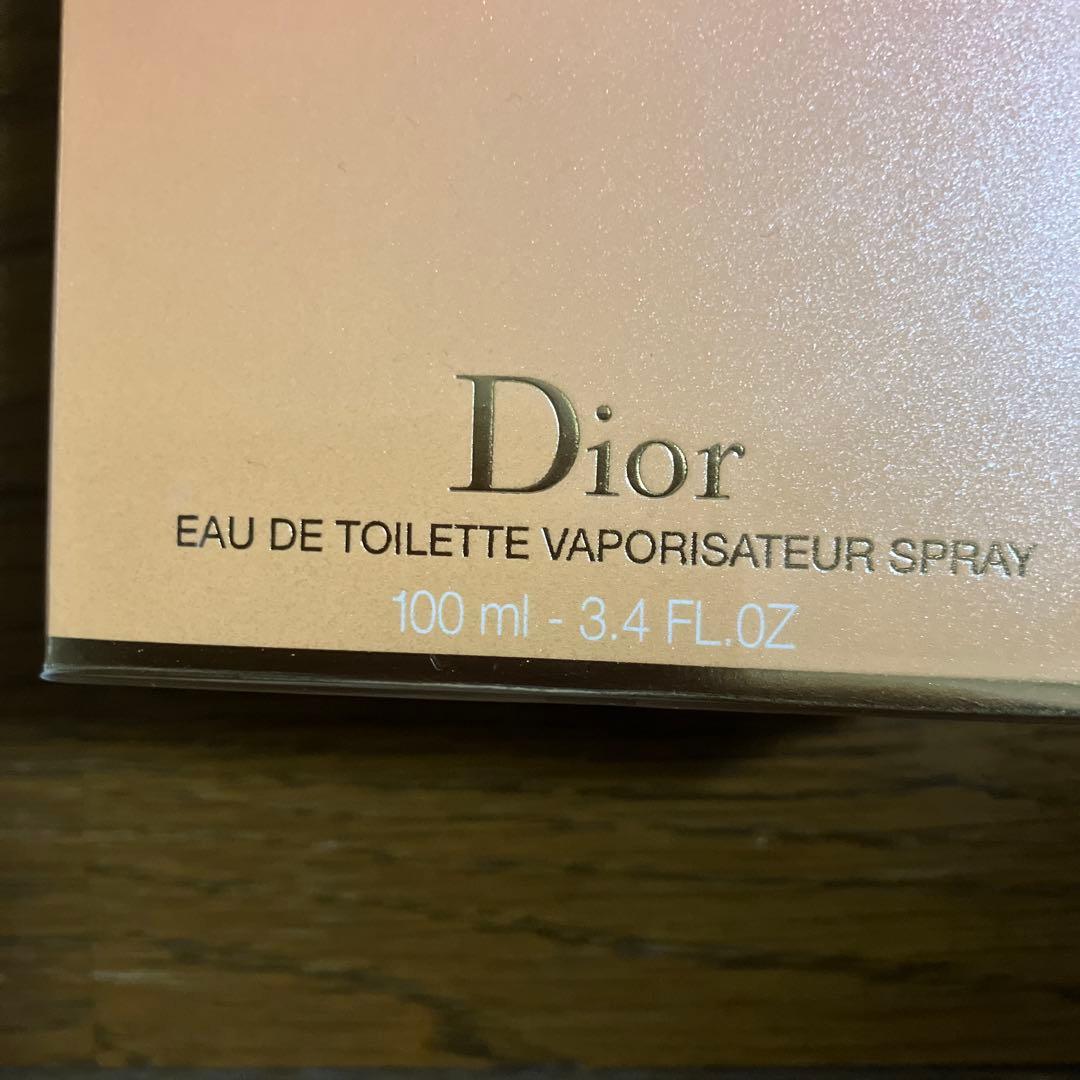 Dior
EAU DE TOILETTE VAPORISATEUR SPRAY
100 ml - 3.4 FL.OZ